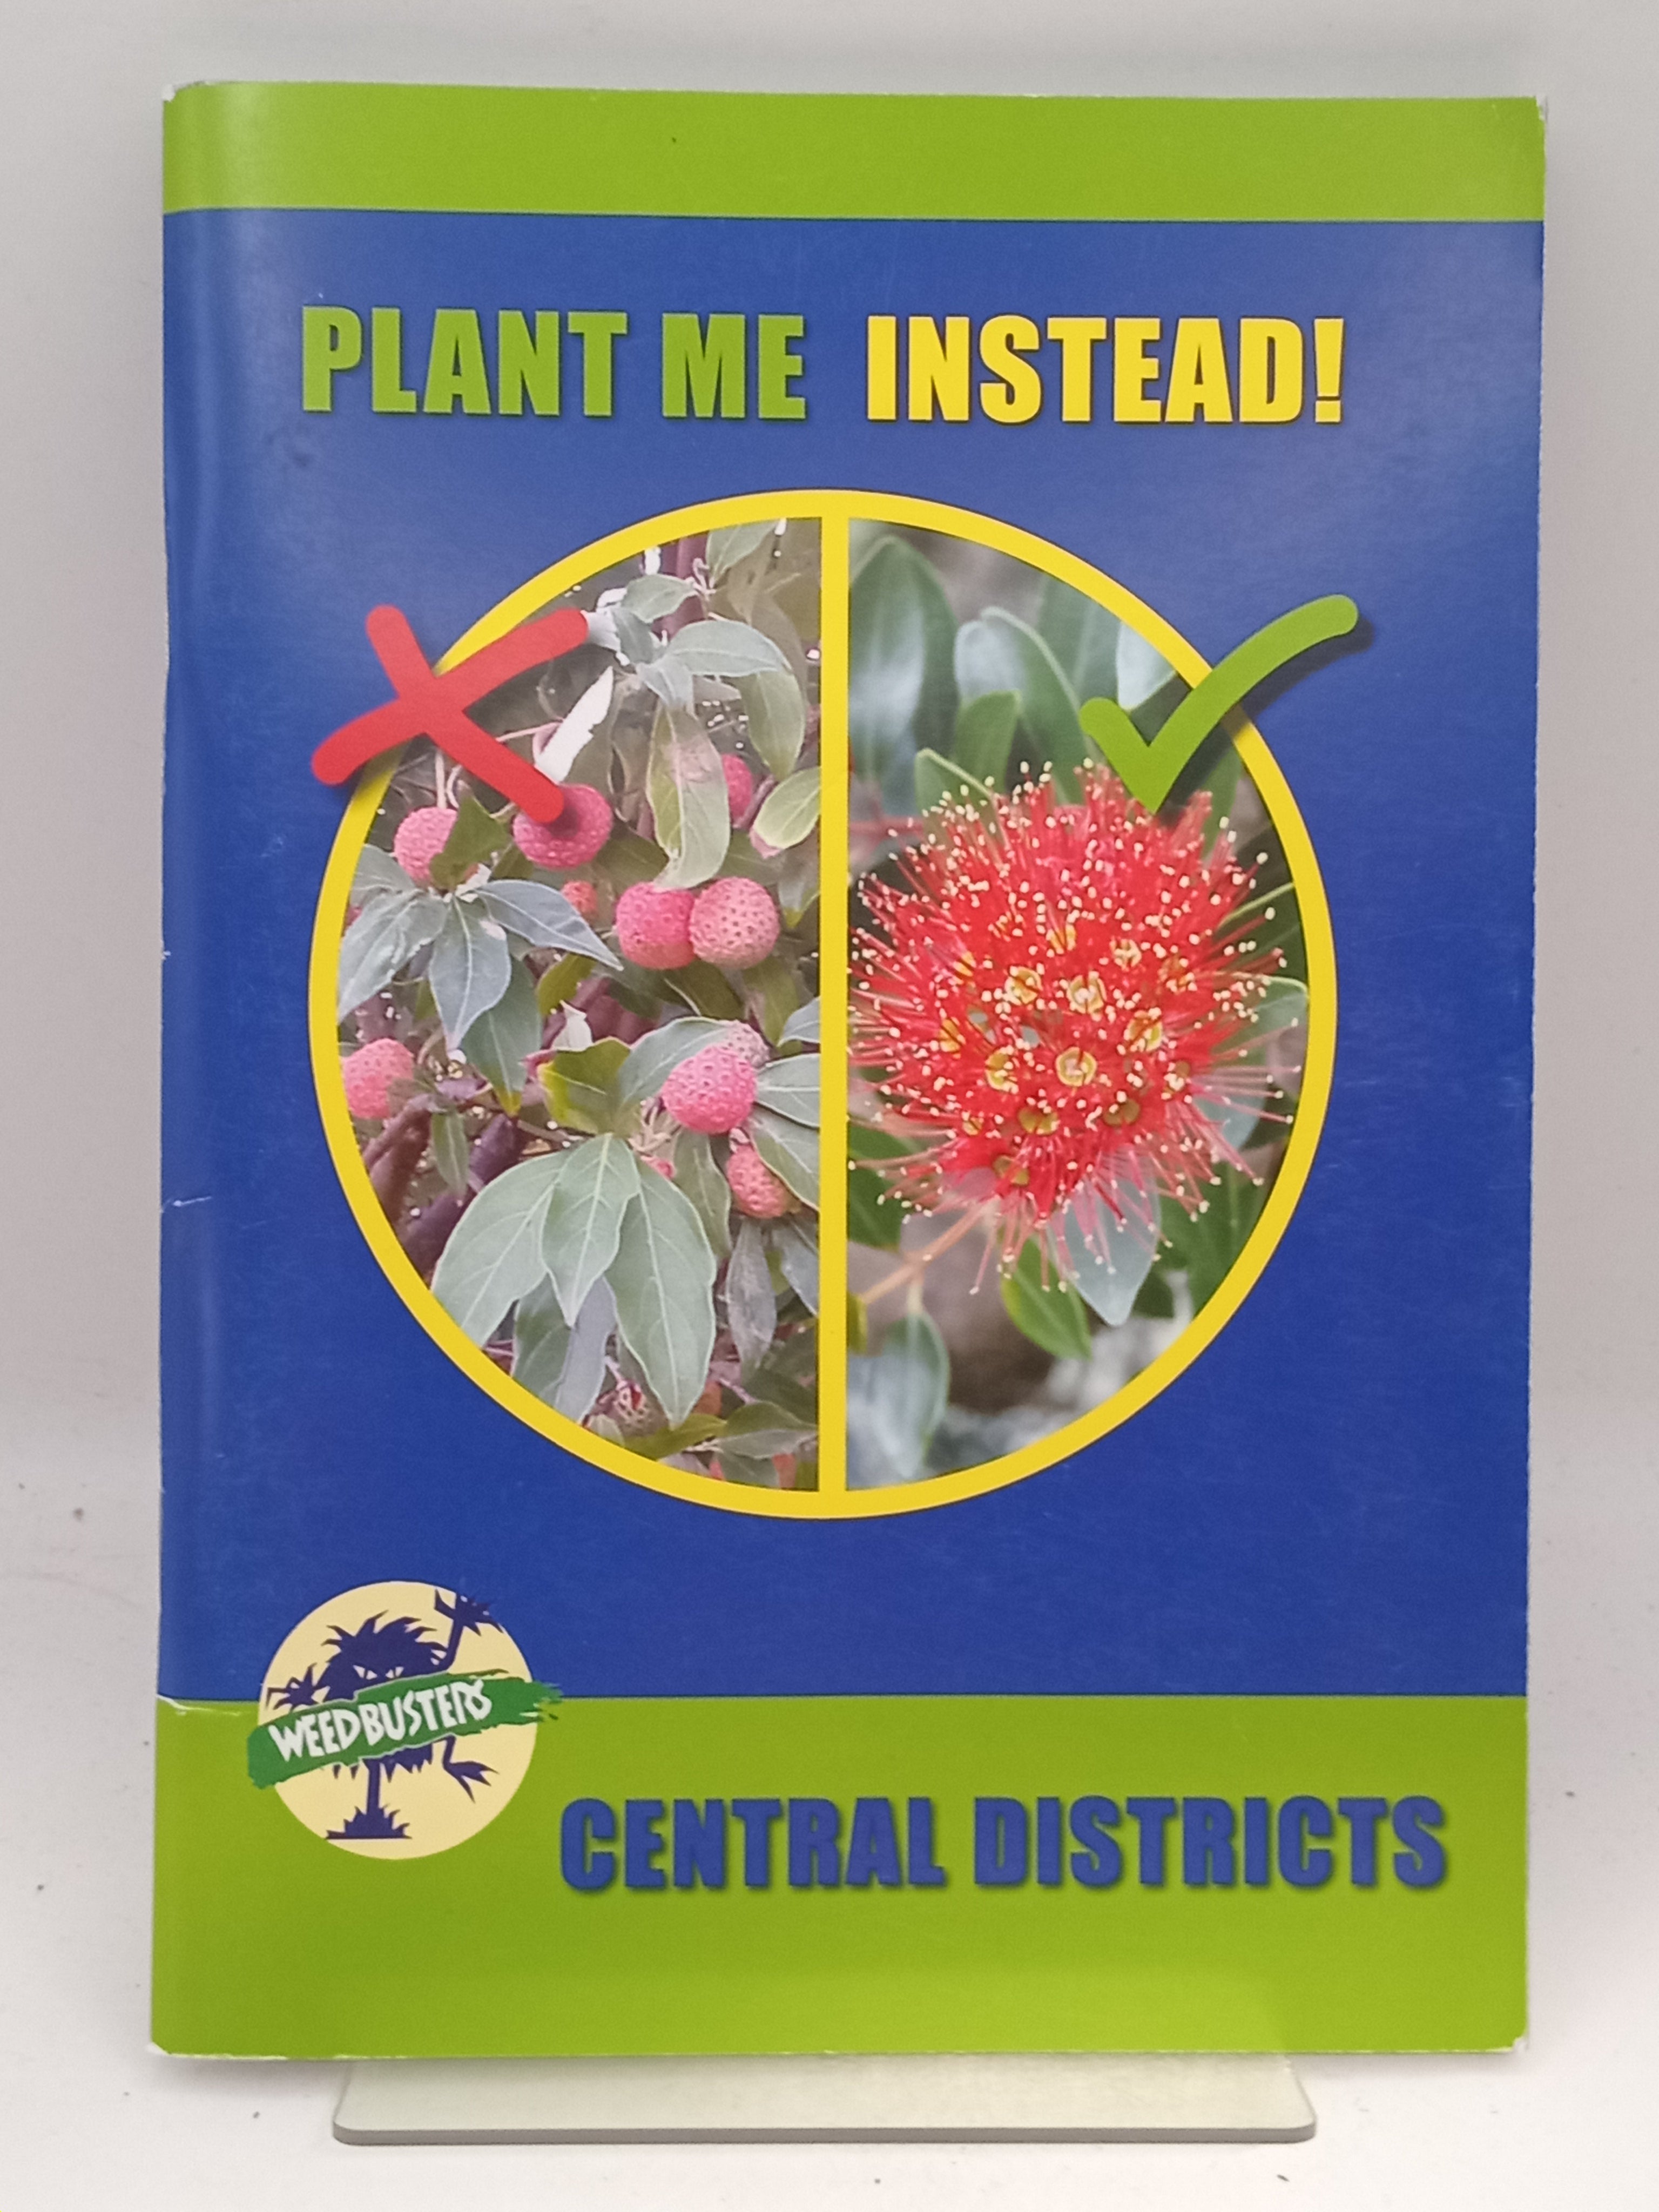 PLANT ME INSTEAD!
WEEDBUSTERS
CENTRAL DISTRICTS